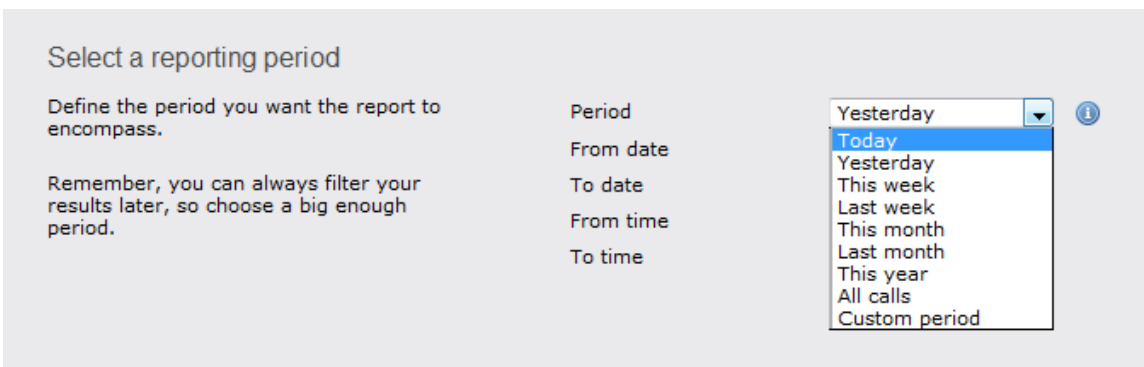 Select a reporting period
Define the period you want the report to
encompass.
Remember, you can always filter your
results later, so choose a big enough
period.
Period
From date
To date
From time
To time
Yesterday
Today
Yesterday
This week
Last week
This month
Last month
This year
All calls
Custom period